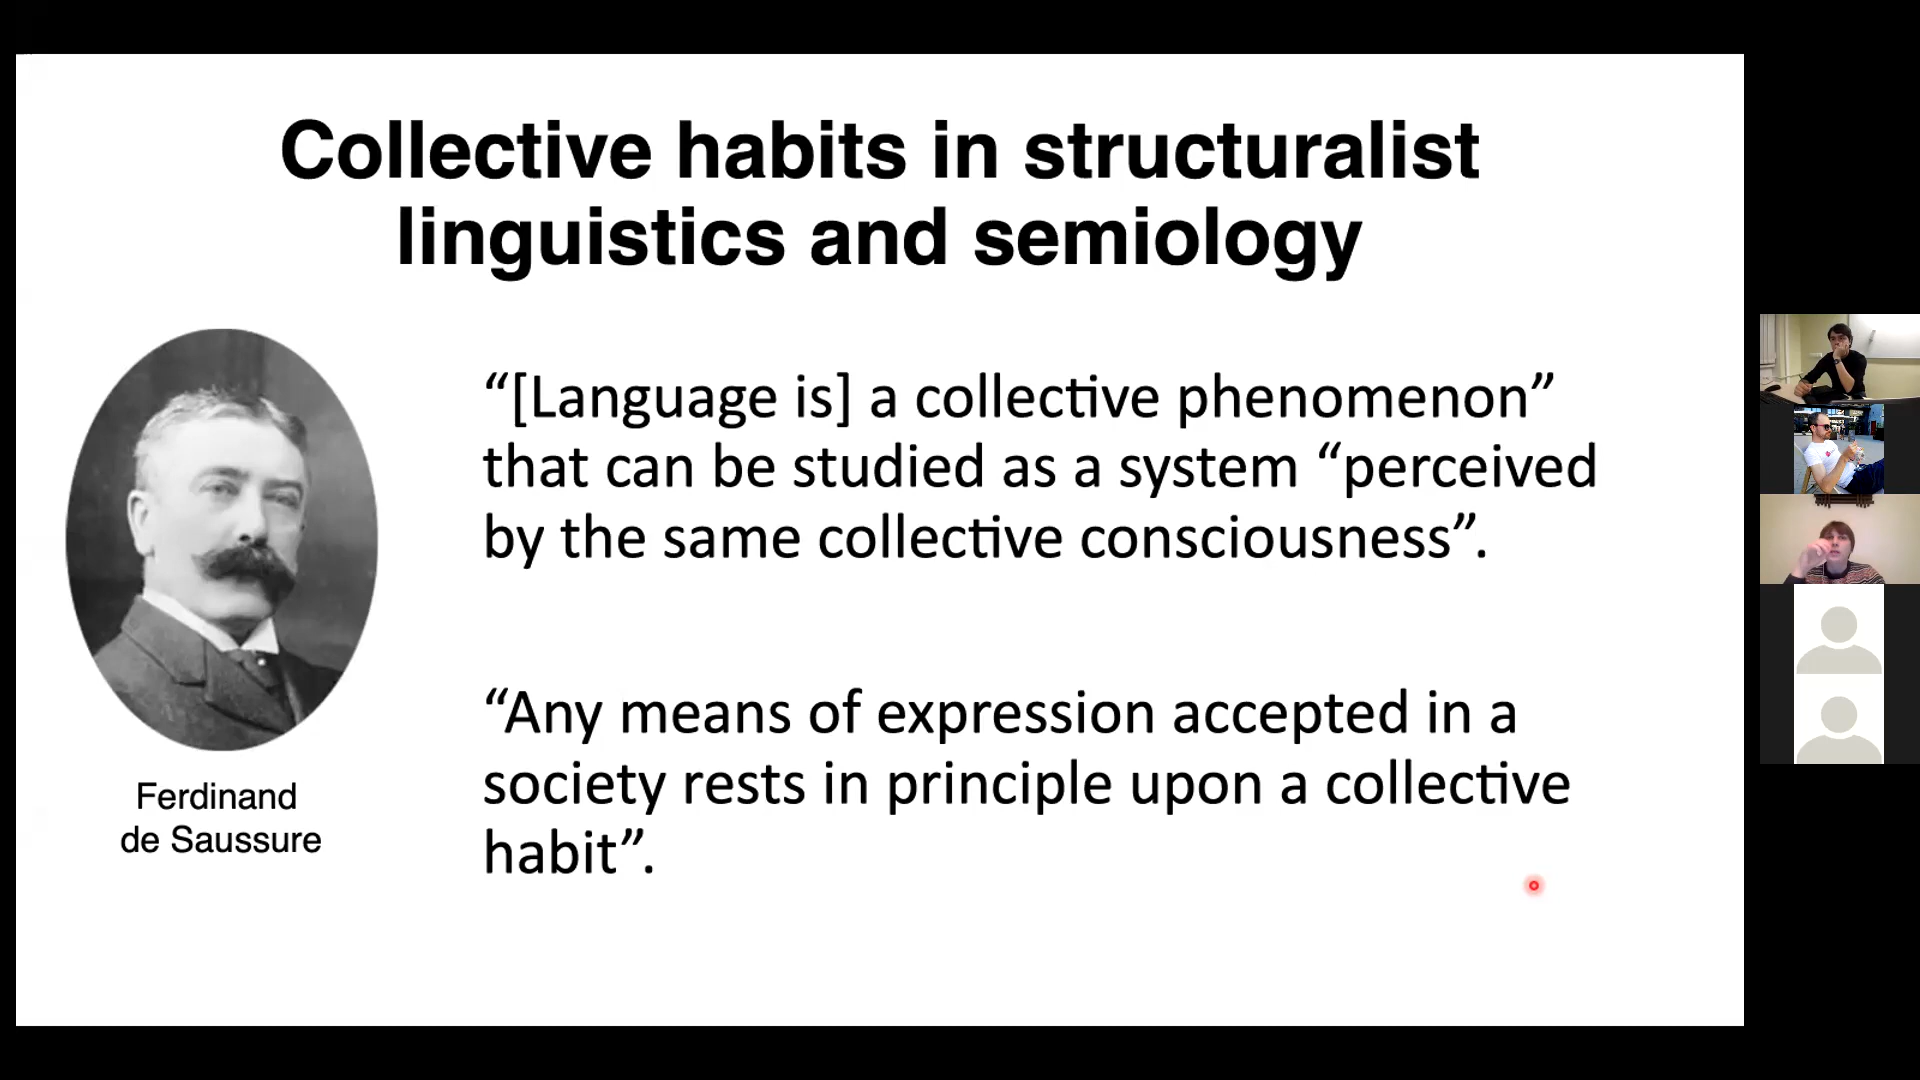 Collective habits in structuralist
linguistics and semiology
“[Language is] a collective phenomenon”
that can be studied as a system “perceived
by the same collective consciousness”.
“Any means of expression accepted in a
society rests in principle upon a collective
habit”.
Ferdinand
de Saussure